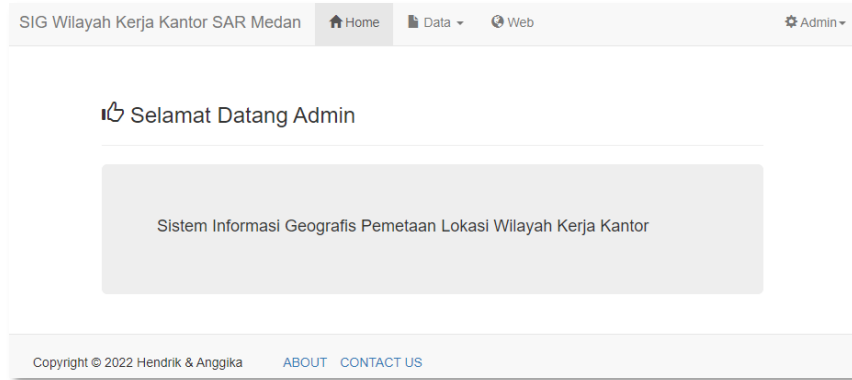 SIG Wilayah Kerja Kantor SAR Medan Home Data Web Admin
Selamat Datang Admin
Sistem Informasi Geografis Pemetaan Lokasi Wilayah Kerja Kantor
Copyright © 2022 Hendrik & Anggika ABOUT CONTACT US